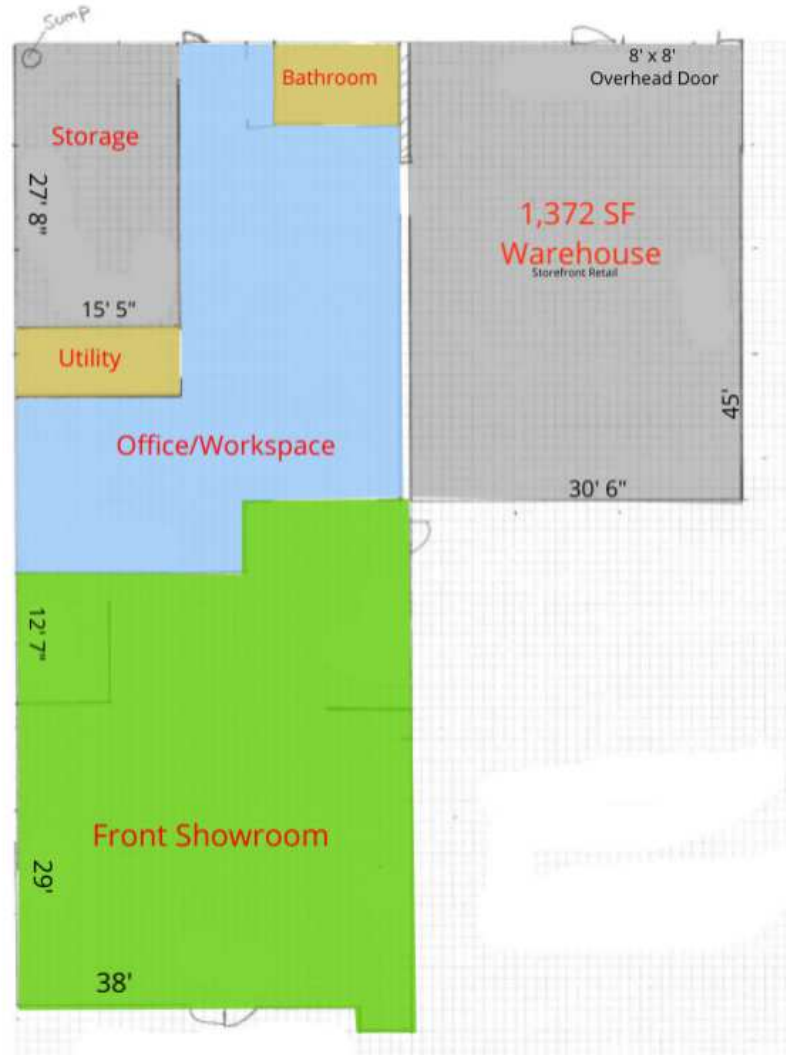 Sump
8' x 8'
Overhead Door
Bathroom
Storage
27' 8"
1,372 SF
Warehouse
Storefront Retail
15' 5"
Utility
45'
Office/Workspace
30' 6"
12' 7"
Front Showroom
29'
38'